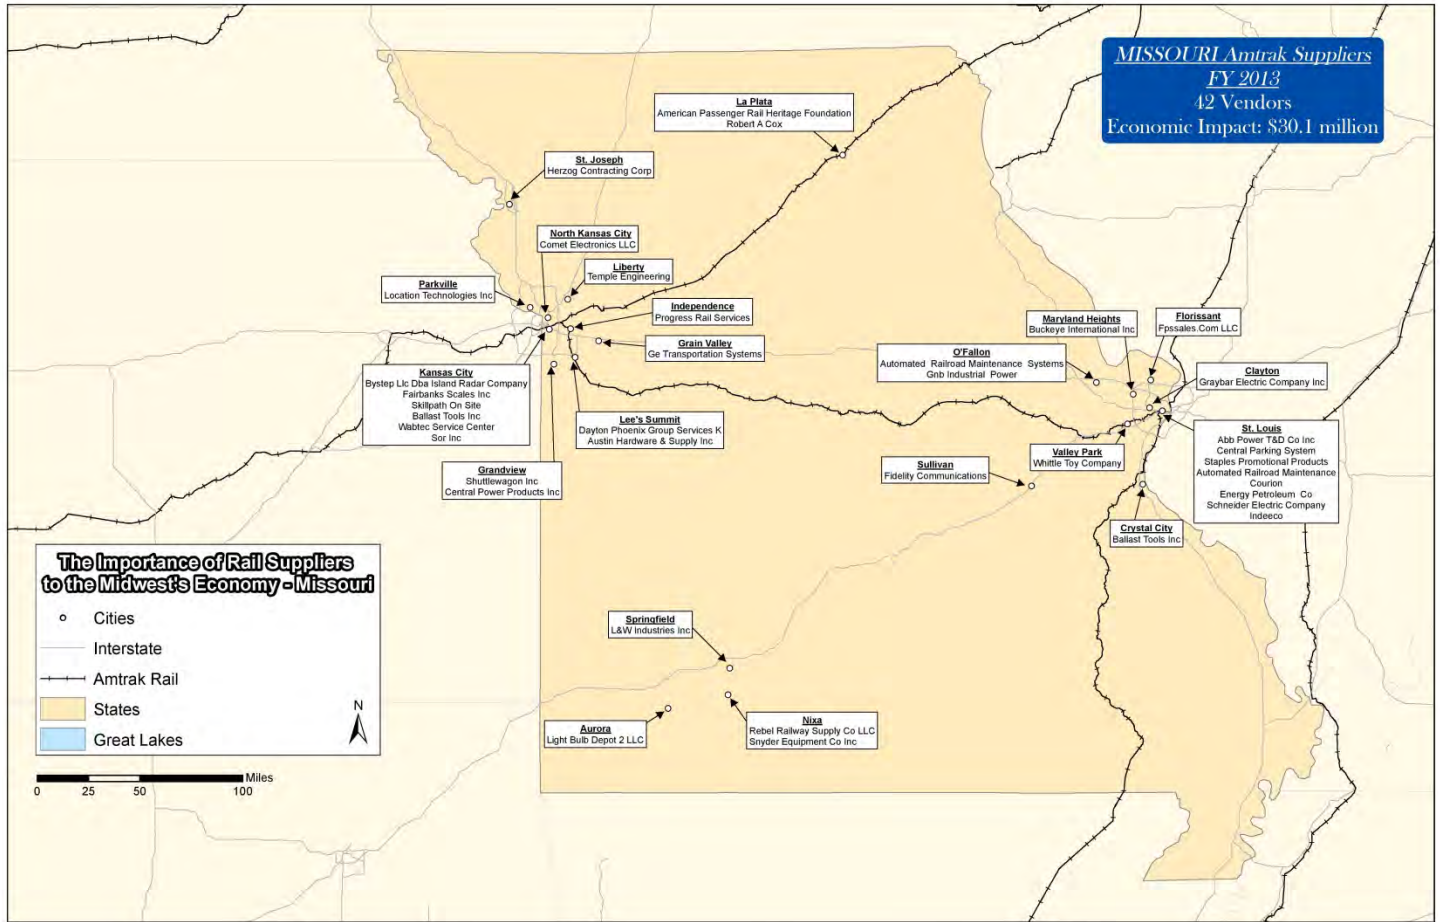 MISSOURI Amtrak Suppliers
FY 2013
42 Vendors
Economic Impact: $30.1 million
La Plata
American Passenger Rail Heritage Foundation
Robert A Cox
St. Joseph
Herzog Contracting Corp
North Kansas City
Comet Electronics LLC
Liberty
Temple Engineering
Parkville
Location Technologies Inc
Independence
Progress Rail Services
Grain Valley
Ge Transportation Systems
Maryland Heights
Buckeye International Inc
Florissant
Fpssales.Com LLC
O'Fallon
Automated Railroad Maintenance Systems
Gnb Industrial Power
Clayton
Graybar Electric Company Inc
Kansas City
Bystep Llc Dba Island Radar Company
Fairbanks Scales Inc
Skillpath On Site
Ballast Tools Inc
Wabtec Service Center
Sor Inc
Lee's Summit
Dayton Phoenix Group Services K
Austin Hardware & Supply Inc
Grandview
Shuttlewagon Inc
Central Power Products Inc
Sullivan
Fidelity Communications
Valley Park
Whittle Toy Company
St. Louis
Abb Power T&D Co Inc
Central Parking System
Staples Promotional Products
Automated Railroad Maintenance
Courion
Energy Petroleum Co
Schneider Electric Company
Indeeco
Crystal City
Ballast Tools Inc
Springfield
L&W Industries Inc
Aurora
Light Bulb Depot 2 LLC
Nixa
Rebel Railway Supply Co LLC
Snyder Equipment Co Inc
The Importance of Rail Suppliers
to the Midwest's Economy - Missouri
Cities
Interstate
Amtrak Rail
States
Great Lakes
N
Miles
0 25 50 100